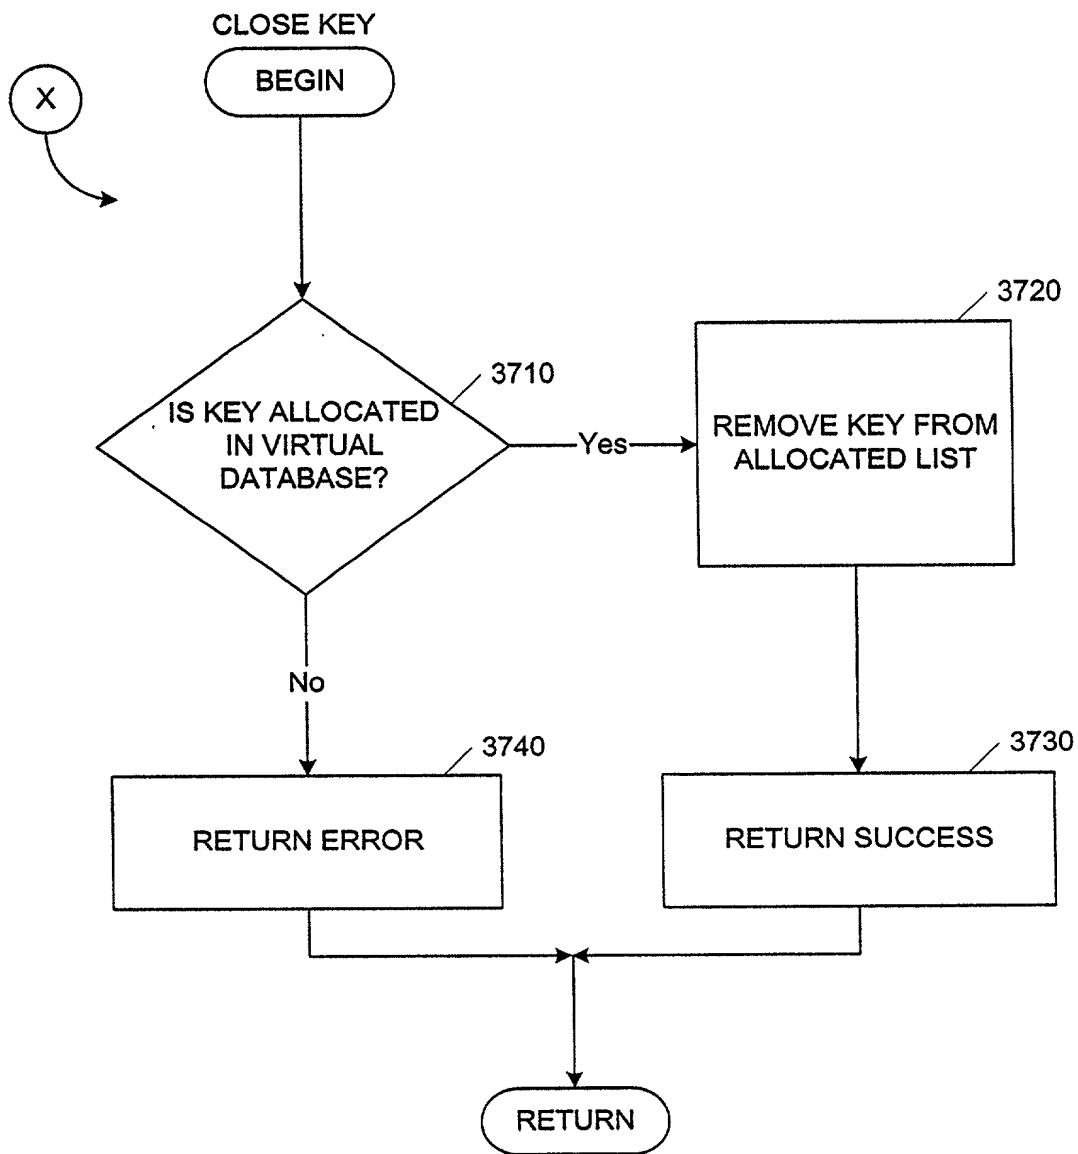 CLOSE KEY
BEGIN
X
3710
IS KEY ALLOCATED
IN VIRTUAL
DATABASE?
Yes
3720
REMOVE KEY FROM
ALLOCATED LIST
No
3740
RETURN ERROR
3730
RETURN SUCCESS
RETURN